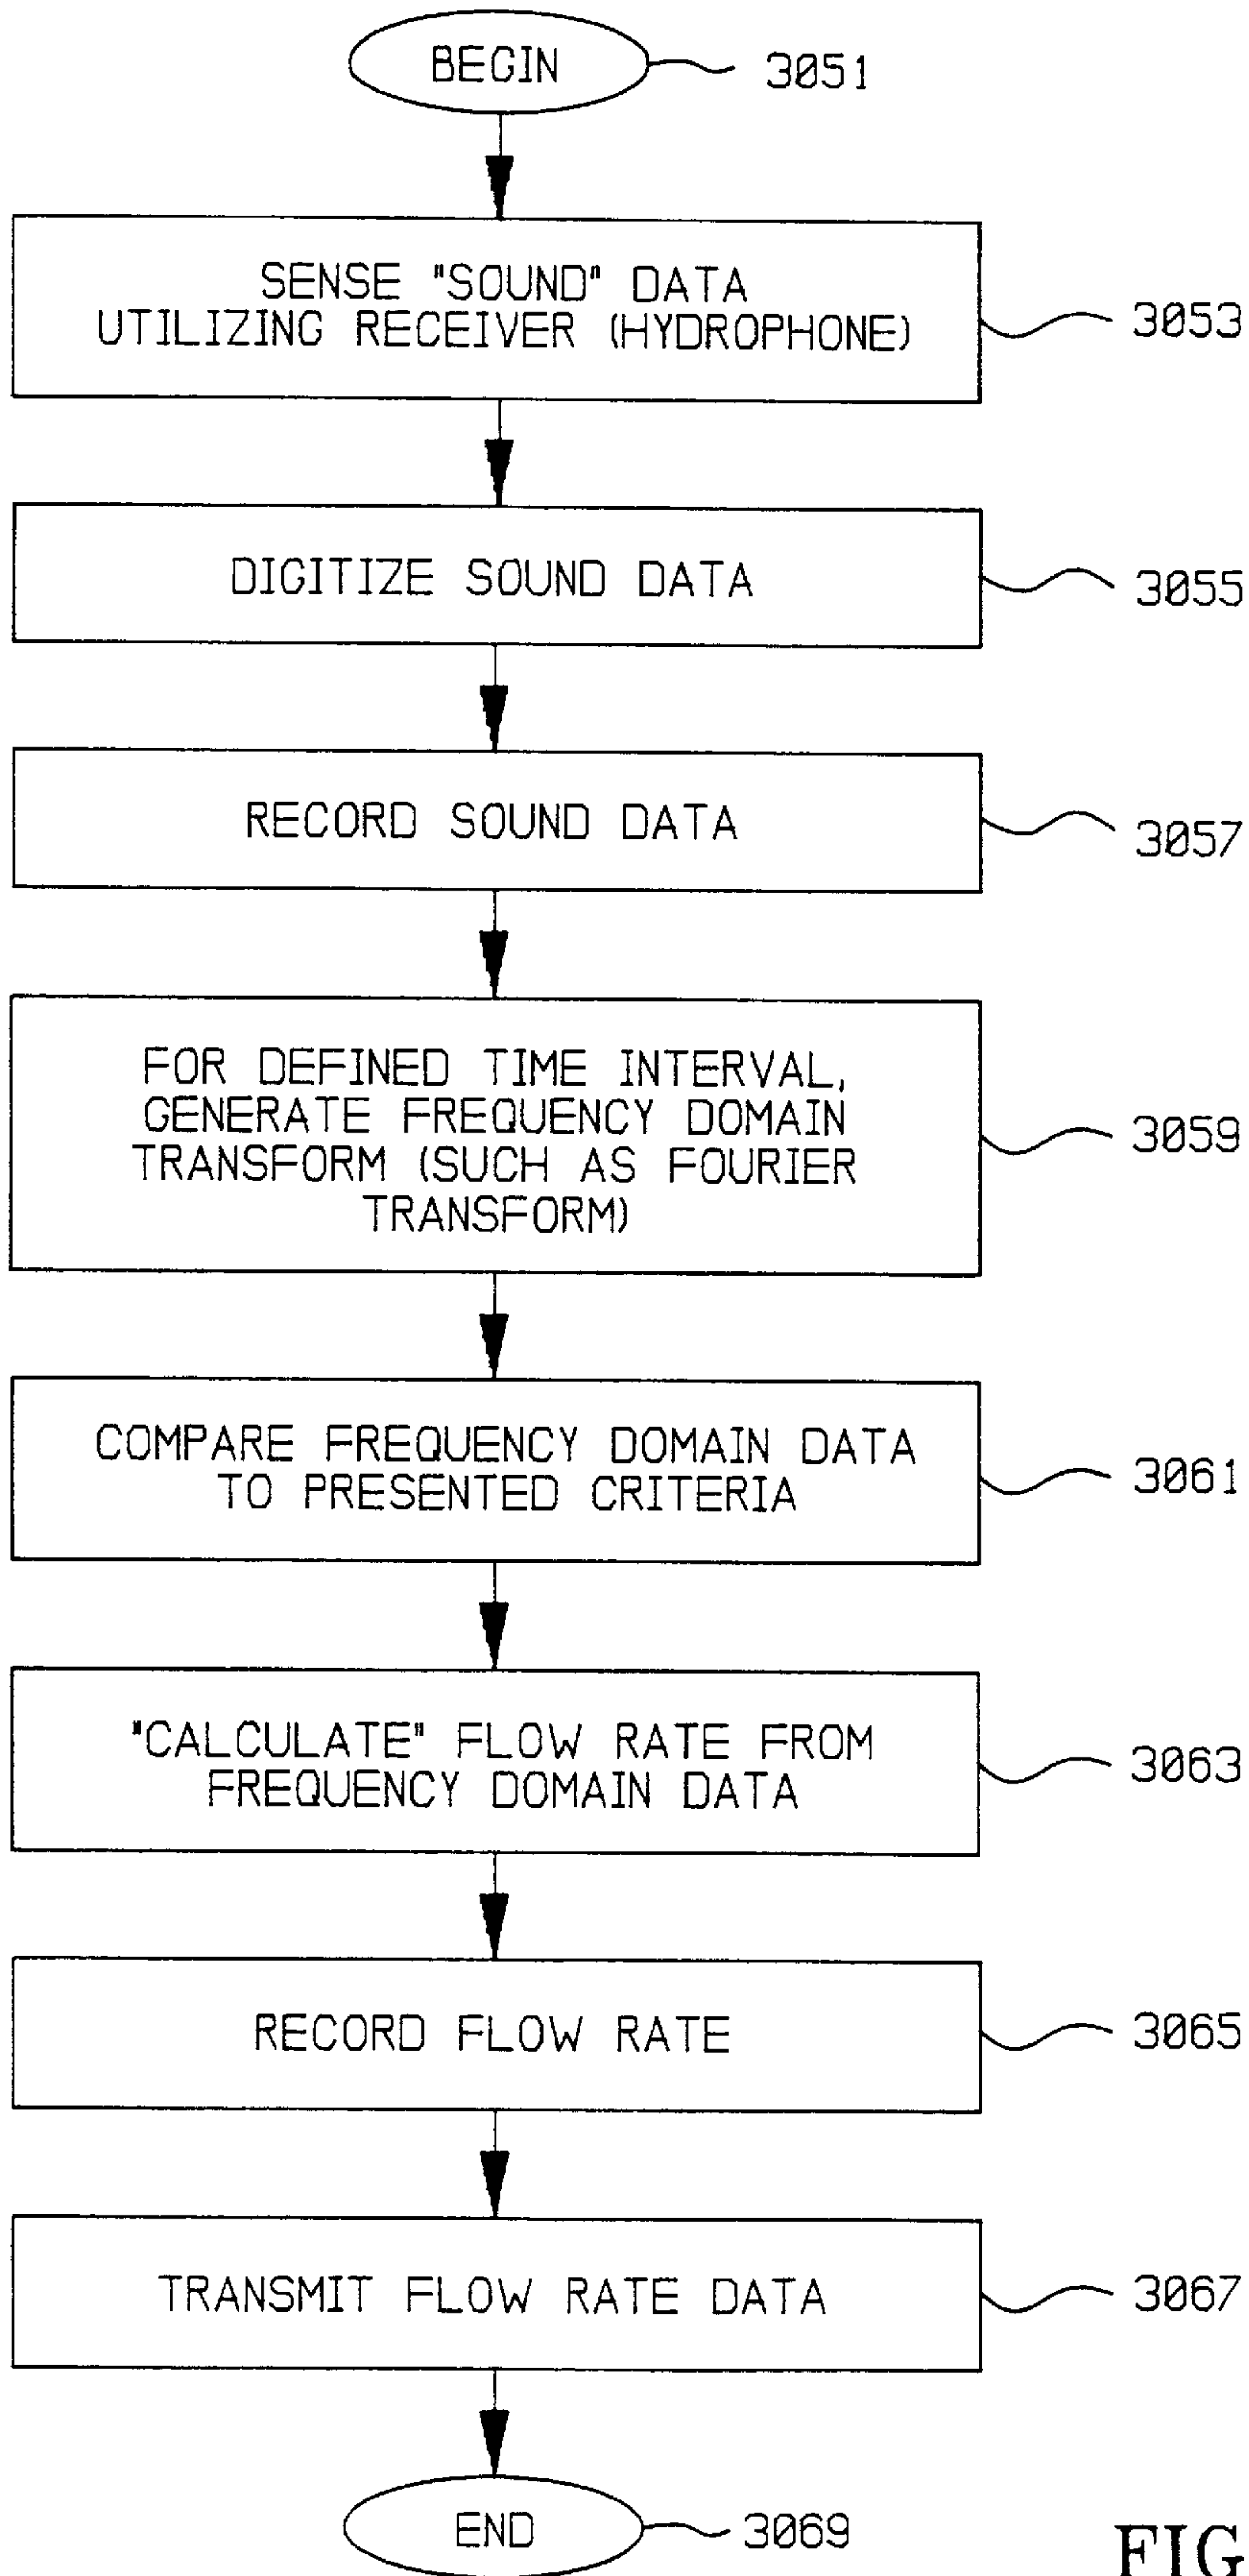 BEGIN
3051
SENSE "SOUND" DATA
UTILIZING RECEIVER (HYDROPHONE)
3053
DIGITIZE SOUND DATA
3055
RECORD SOUND DATA
3057
FOR DEFINED TIME INTERVAL,
GENERATE FREQUENCY DOMAIN
TRANSFORM (SUCH AS FOURIER
TRANSFORM)
3059
COMPARE FREQUENCY DOMAIN DATA
TO PRESENTED CRITERIA
3061
"CALCULATE" FLOW RATE FROM
FREQUENCY DOMAIN DATA
3063
RECORD FLOW RATE
3065
TRANSMIT FLOW RATE DATA
3067
END
3069
FIG